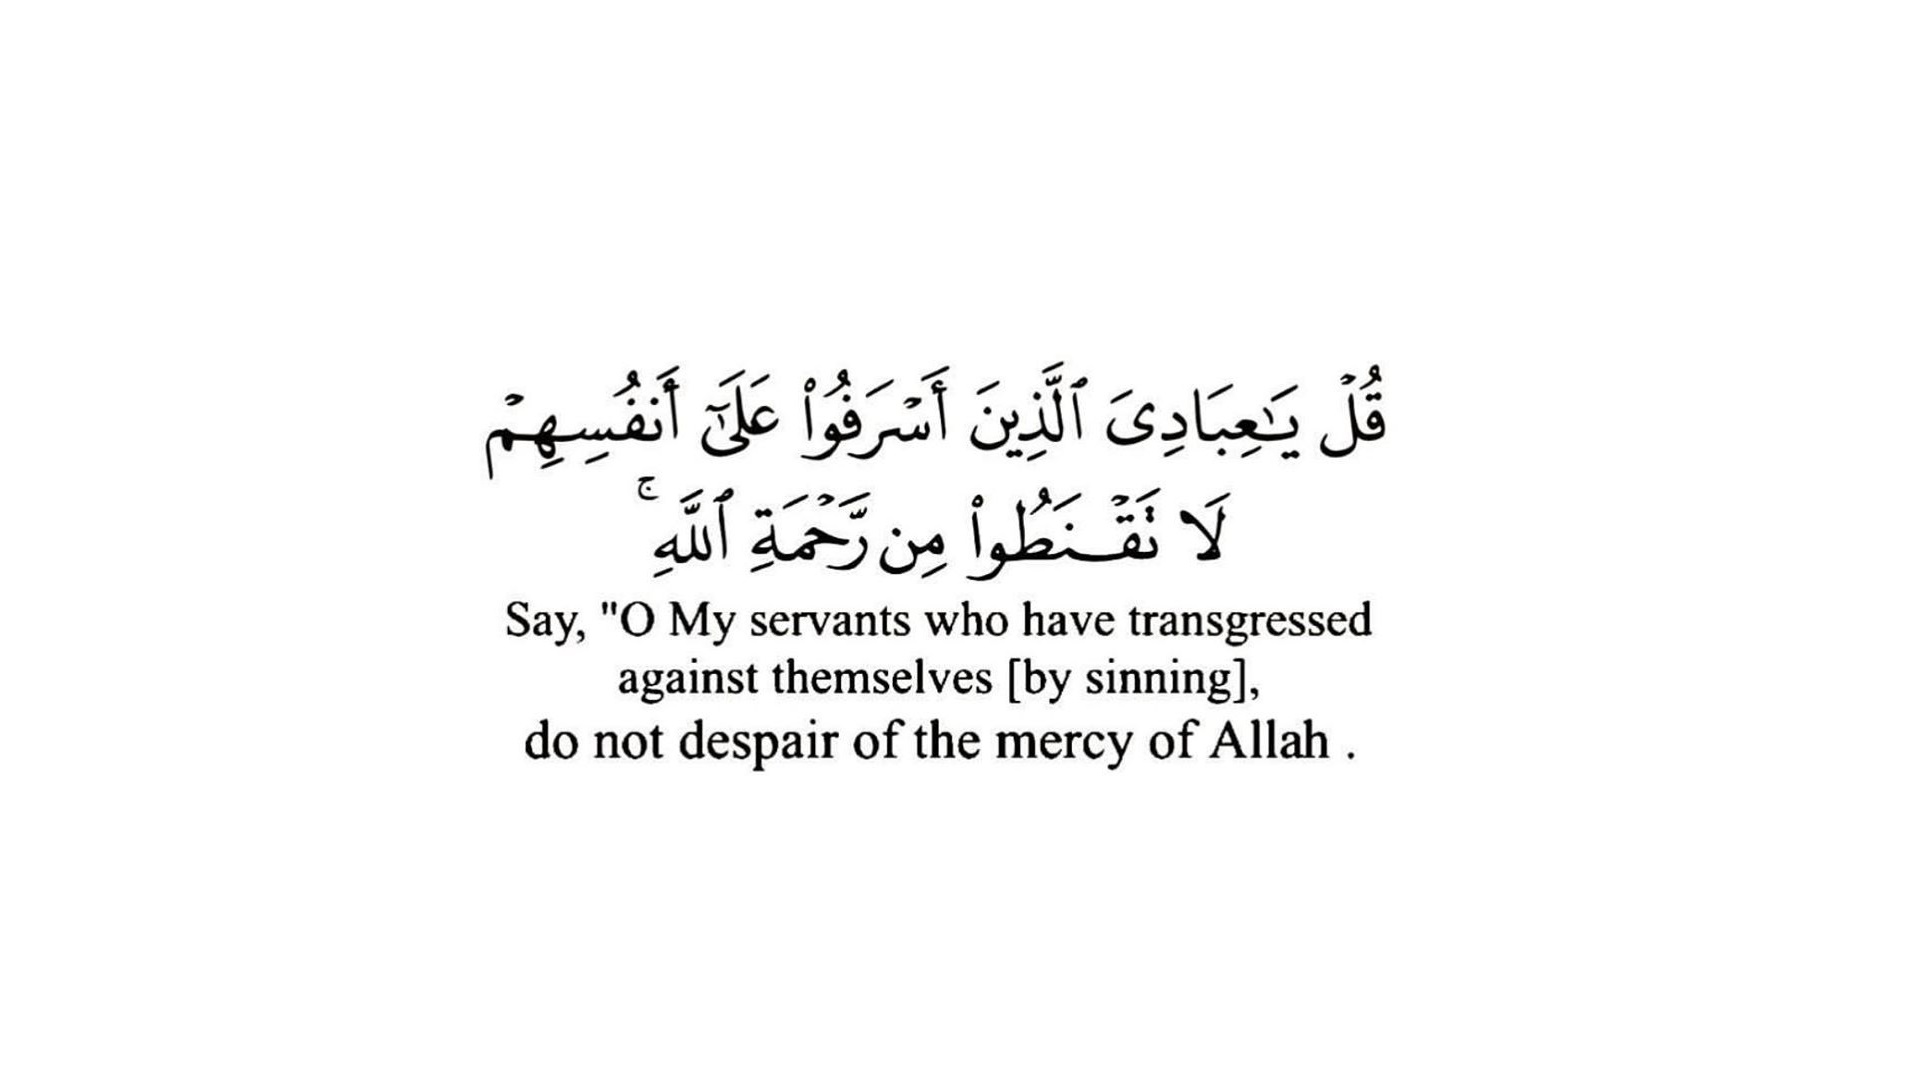 قُلْ يَـٰعِبَادِىَ ٱلَّذِينَ أَسْرَفُوا۟ عَلَىٰٓ أَنفُسِهِمْ
لَا تَقْـنَطُوا۟ مِن رَّحْمَةِ ٱللَّهِ ۚ
Say, "O My servants who have transgressed
against themselves [by sinning],
do not despair of the mercy of Allah .